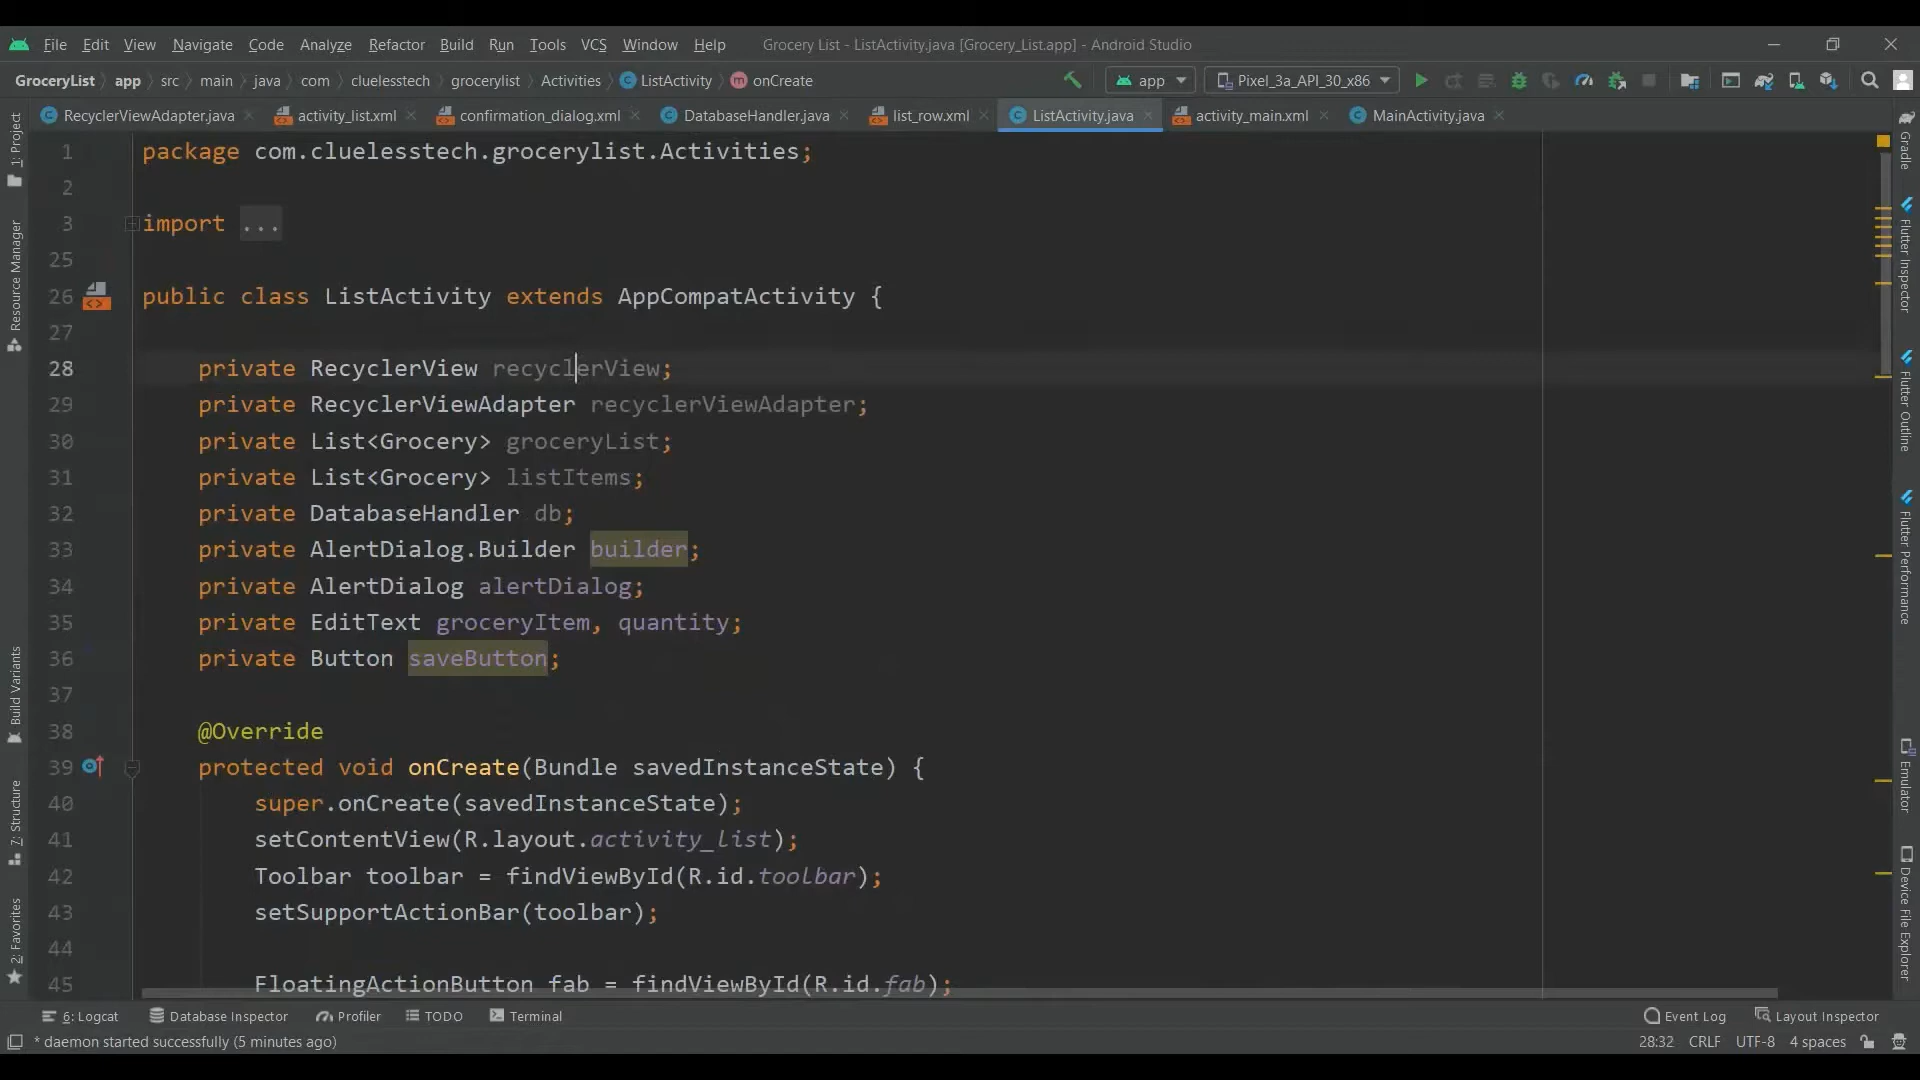 File Edit View Navigate Code Analyze Refactor Build Run Tools VCS Window Help Grocery List - ListActivity.java [Grocery_List.app] - Android Studio
GroceryList app src main java com cluelesstech grocerylist Activities ListActivity onCreate app Pixel_3a_API_30_x86
RecyclerViewAdapter.java activity_list.xml confirmation_dialog.xml DatabaseHandler.java list_row.xml ListActivity.java activity_main.xml MainActivity.java
1 package com.cluelesstech.grocerylist.Activities;
2
3 import ...
25
26 public class ListActivity extends AppCompatActivity {
27
28 private RecyclerView recyclerView;
29 private RecyclerViewAdapter recyclerViewAdapter;
30 private List<Grocery> groceryList;
31 private List<Grocery> listItems;
32 private DatabaseHandler db;
33 private AlertDialog.Builder builder;
34 private AlertDialog alertDialog;
35 private EditText groceryItem, quantity;
36 private Button saveButton;
37
38 @Override
39 protected void onCreate(Bundle savedInstanceState) {
40 super.onCreate(savedInstanceState);
41 setContentView(R.layout.activity_list);
42 Toolbar toolbar = findViewById(R.id.toolbar);
43 setSupportActionBar(toolbar);
44
45 FloatingActionButton fab = findViewById(R.id.fab);
1: Project
Resource Manager
Build Variants
7: Structure
2: Favorites
Gradle
Flutter Inspector
Flutter Outline
Flutter Performance
Emulator
Device File Explorer
6: Logcat Database Inspector Profiler TODO Terminal Event Log Layout Inspector
* daemon started successfully (5 minutes ago) 28:32 CRLF UTF-8 4 spaces